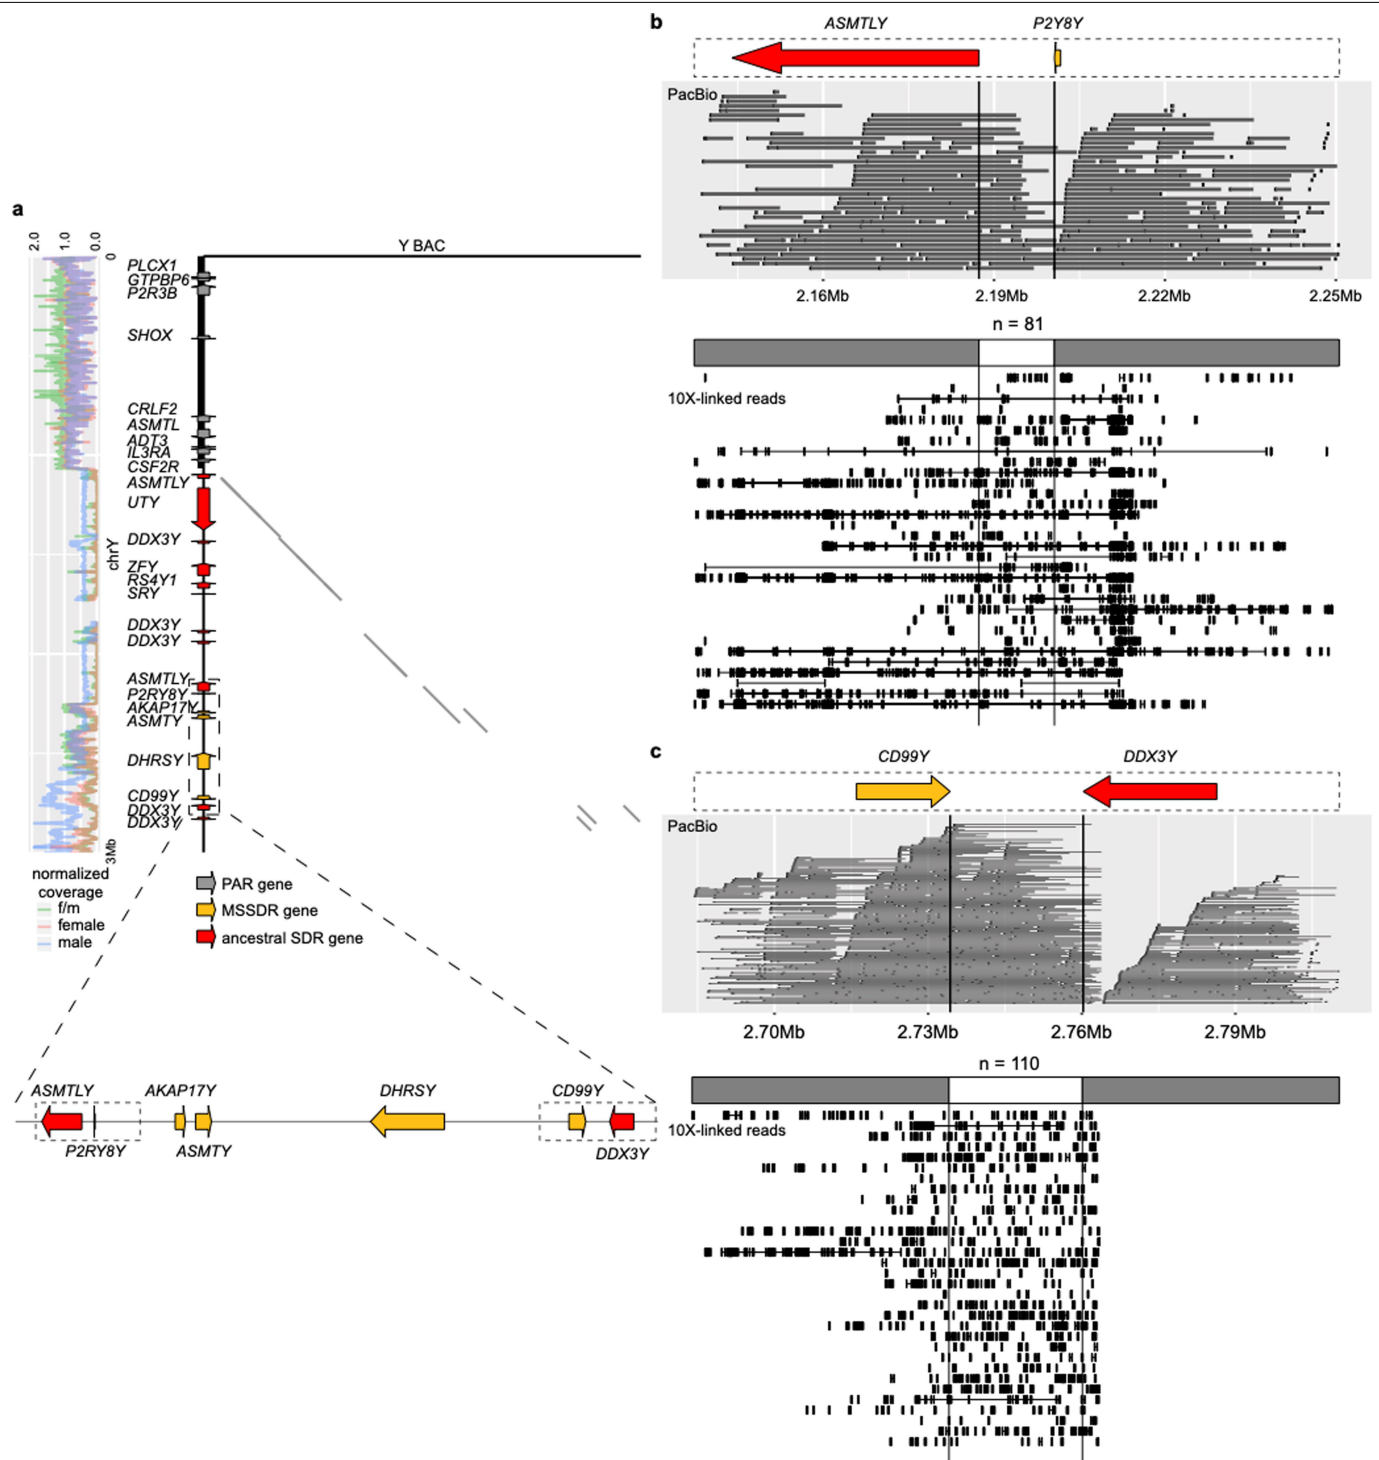 a
2.0
1.0
0.0
0
Y BAC
PLCX1
GTPBP6
P2R3B
SHOX
CRLF2
ASMTL
ADT3
IL3RA
CSF2R
ASMTLY
UTY
DDX3Y
chrY
ZFY
RS4Y1
SRY
DDX3Y
DDX3Y
ASMTLY
P2RY8Y
AKAP17Y
ASMTY
DHRSY
CD99Y
DDX3Y
DDX3Y
3Mb
normalized
coverage
f/m
female
male
PAR gene
MSSDR gene
ancestral SDR gene
ASMTLY
AKAP17Y
DHRSY
CD99Y
P2RY8Y
ASMTY
DDX3Y
b
ASMTLY
P2Y8Y
PacBio
2.16Mb
2.19Mb
2.22Mb
2.25Mb
n = 81
10X-linked reads
c
CD99Y
DDX3Y
PacBio
2.70Mb
2.73Mb
2.76Mb
2.79Mb
n = 110
10X-linked reads